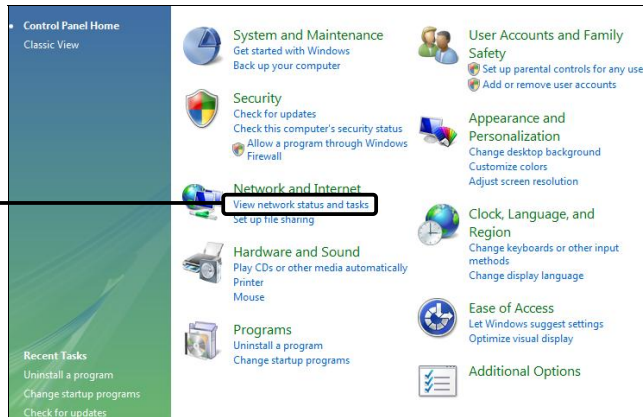 Control Panel Home
Classic View
Recent Tasks
Uninstall a program
Change startup programs
Check for updates
System and Maintenance
Get started with Windows
Back up your computer
Security
Check for updates
Check this computer's security status
Allow a program through Windows
Firewall
Network and Internet
View network status and tasks
Set up file sharing
Hardware and Sound
Play CDs or other media automatically
Printer
Mouse
Programs
Uninstall a program
Change startup programs
User Accounts and Family
Safety
Set up parental controls for any use
Add or remove user accounts
Appearance and
Personalization
Change desktop background
Customize colors
Adjust screen resolution
Clock, Language, and
Region
Change keyboards or other input
methods
Change display language
Ease of Access
Let Windows suggest settings
Optimize visual display
Additional Options